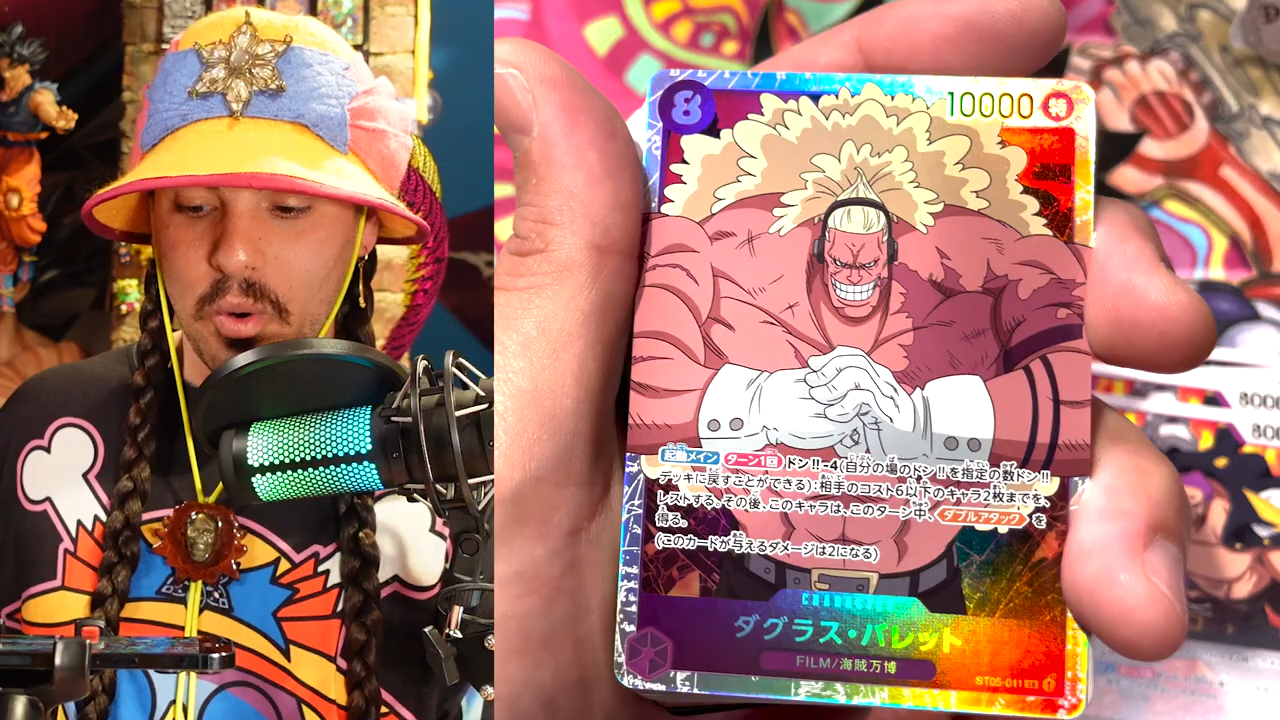 8
10000 特
起動メイン ターン1回 ドン!!-4(自分の場のドン!!を指定の数ドン!!
デッキに戻すことができる):相手のコスト6以下のキャラ2枚までを、
レストする。その後、このキャラは、このターン中、ダブルアタック を
得る。
(このカードが与えるダメージは2になる)
CHARACTER
ダグラス・バレット
FILM/海賊万博
ST05-011
8000